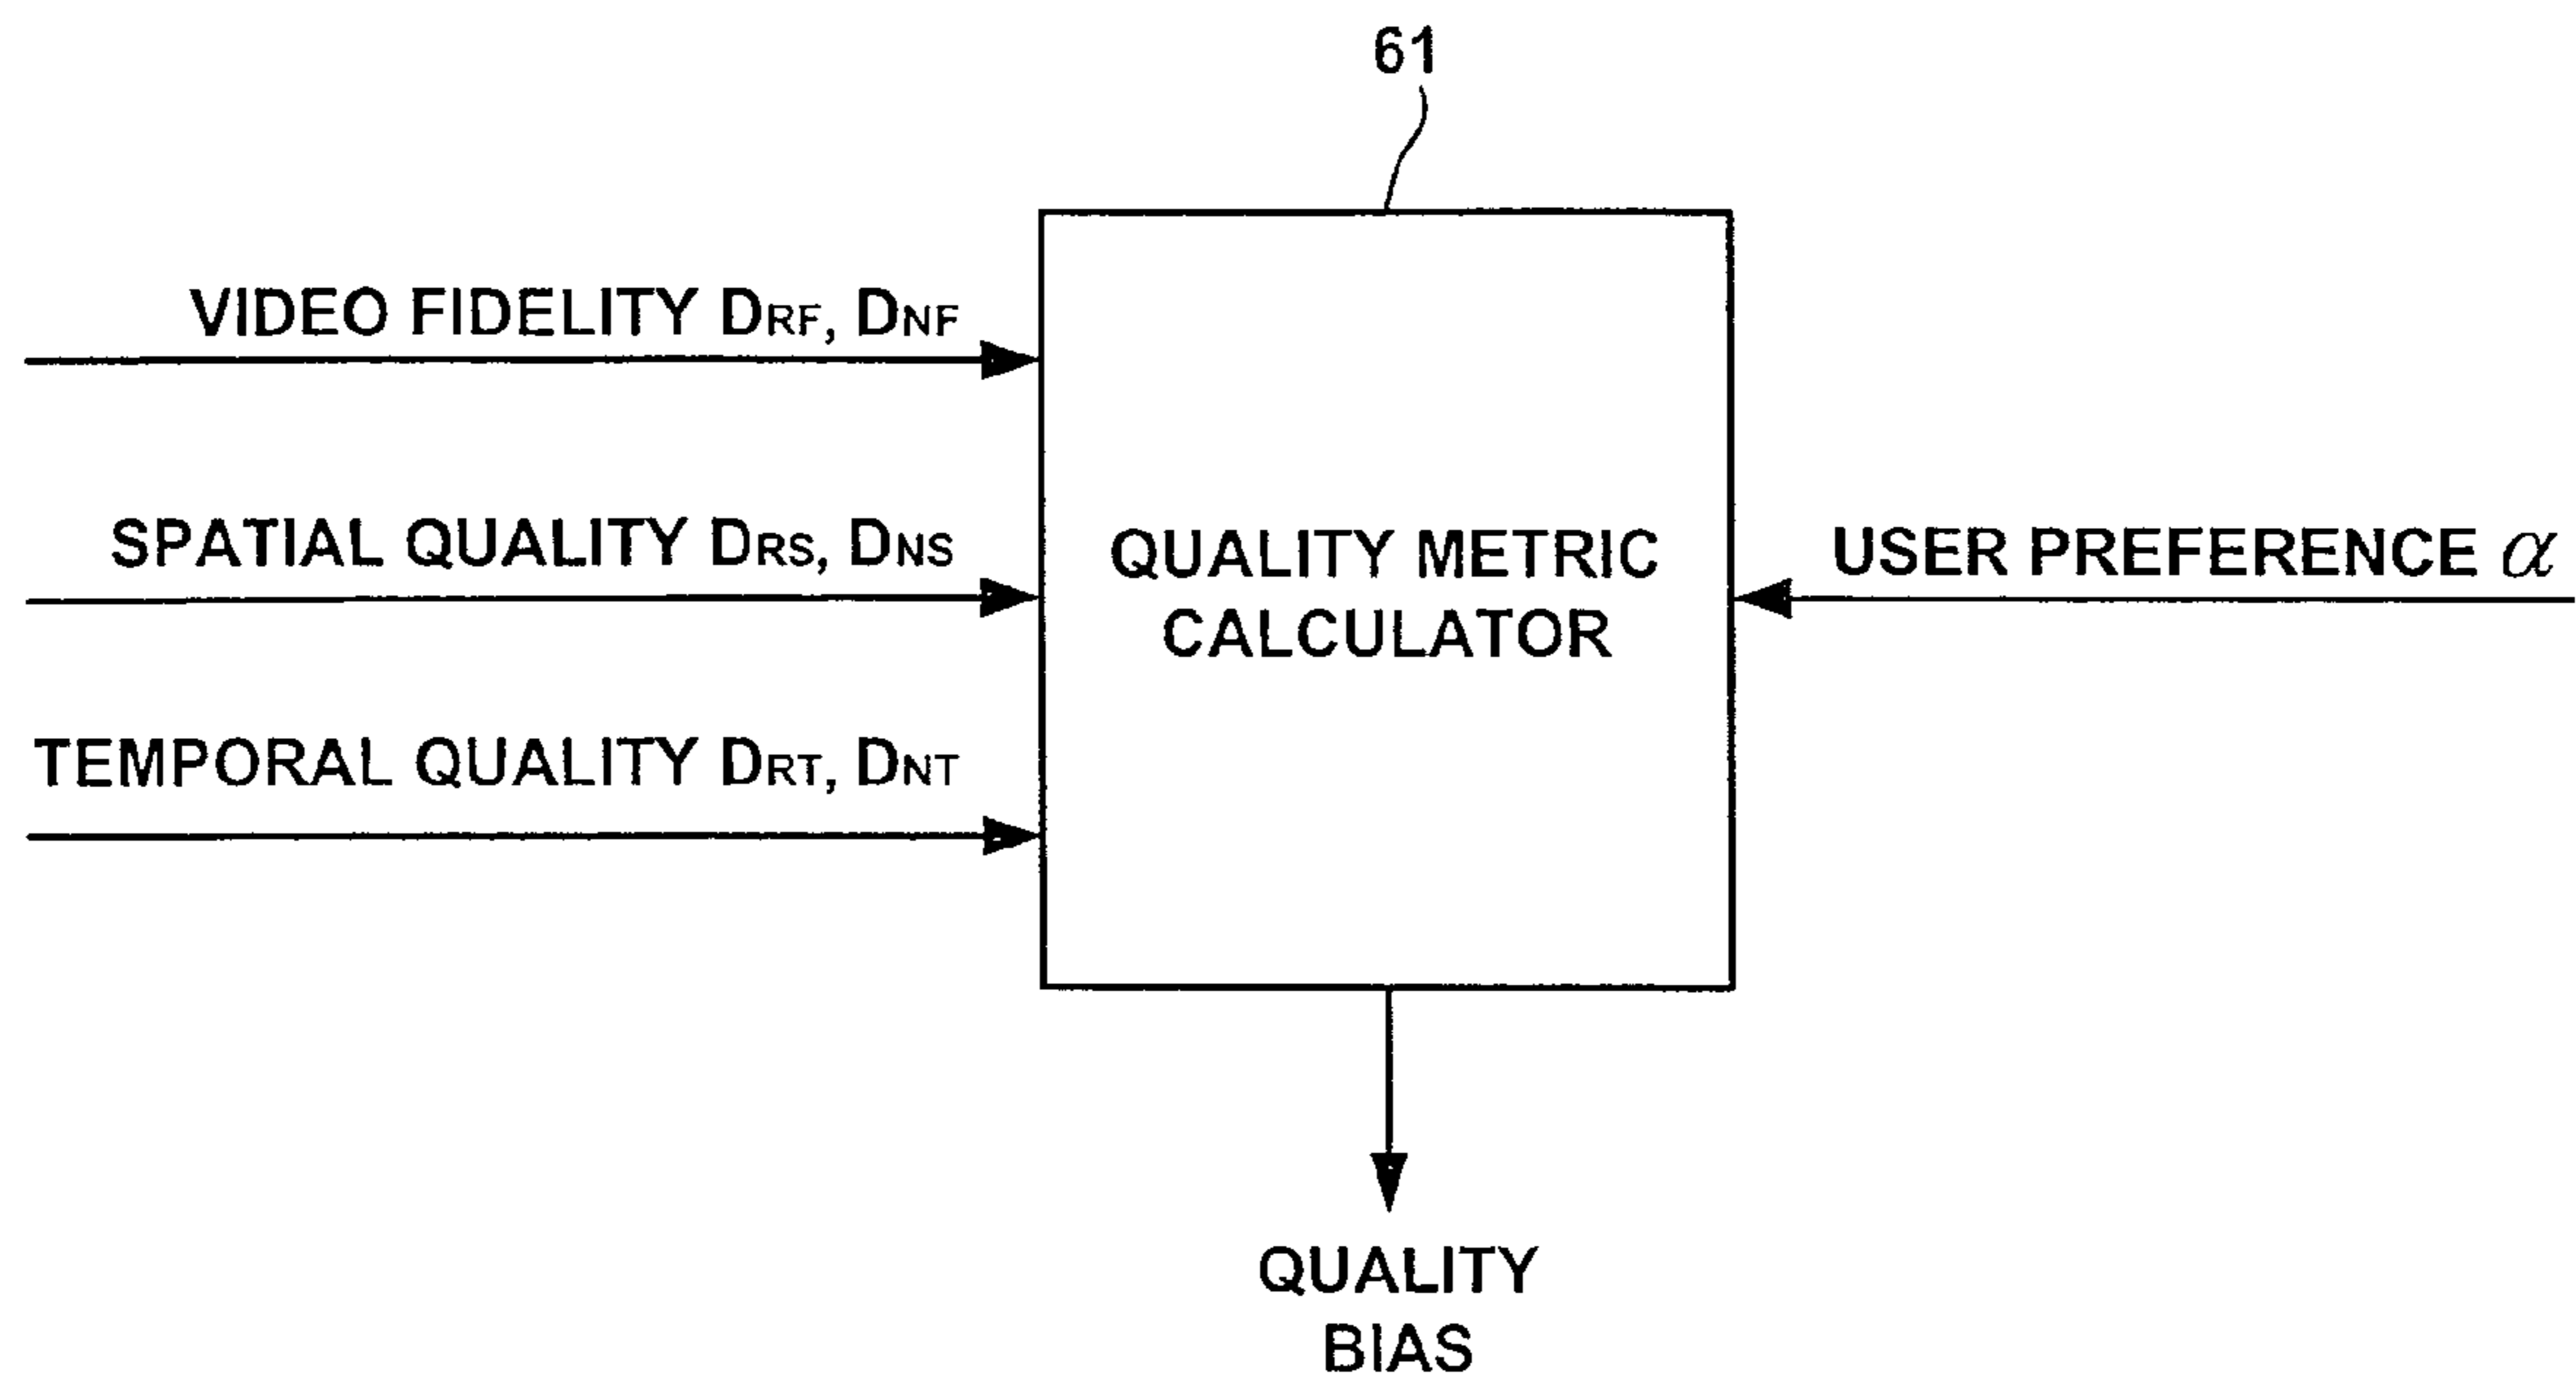 61
VIDEO FIDELITY DRF, DNF
SPATIAL QUALITY DRS, DNS
TEMPORAL QUALITY DRT, DNT
QUALITY METRIC
CALCULATOR
USER PREFERENCE α
QUALITY
BIAS